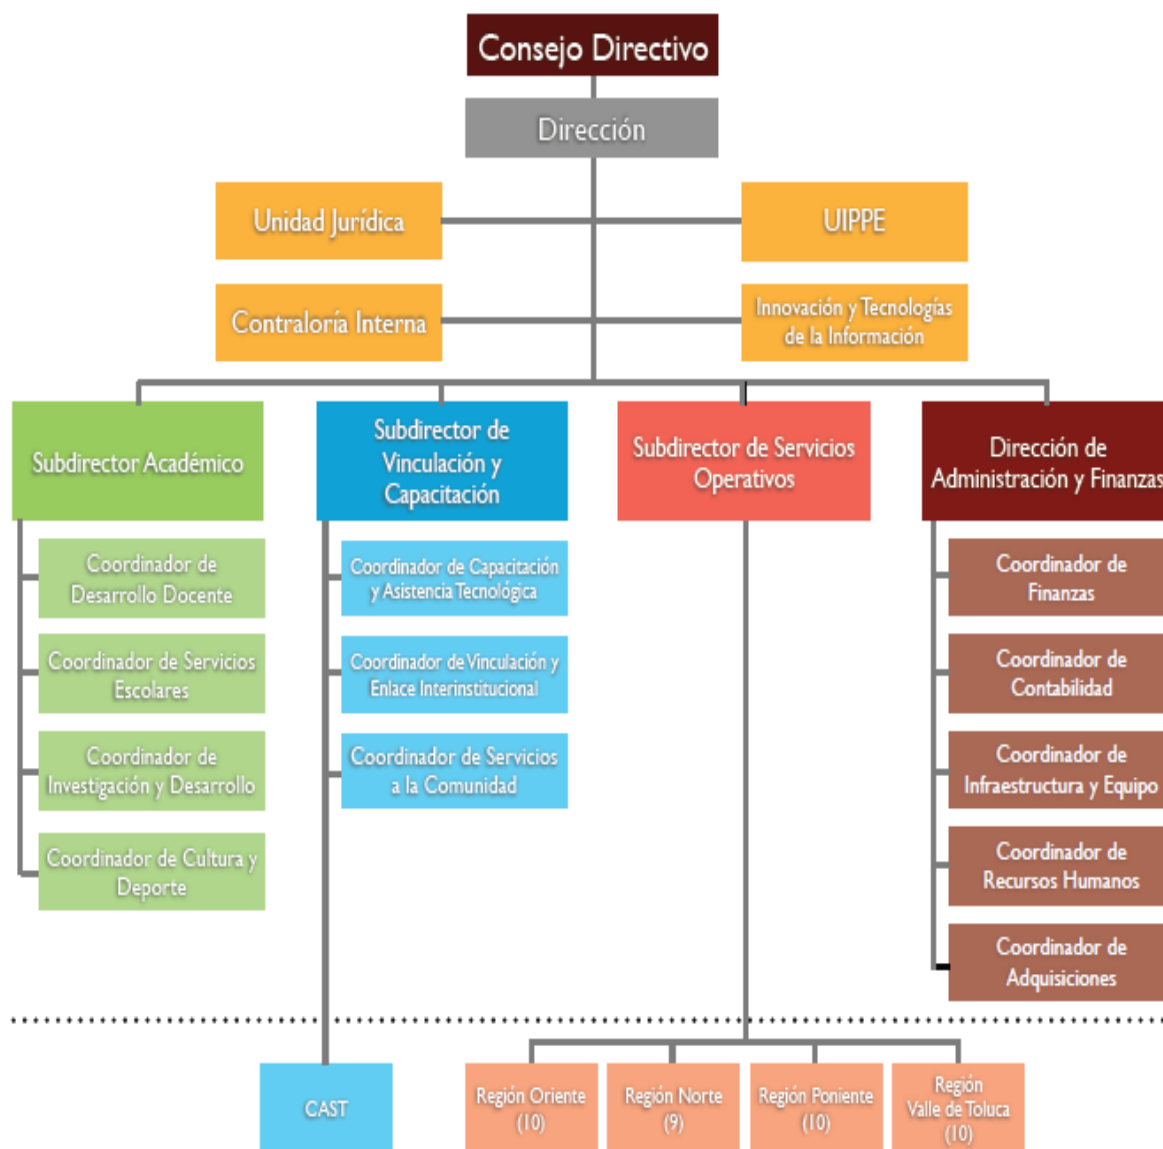 Consejo Directivo
Dirección
Unidad Jurídica
UIPPE
Contraloría Interna
Innovación y Tecnologías
de la Información
Subdirector Académico
Subdirector de
Vinculación y
Capacitación
Subdirector de Servicios
Operativos
Dirección de
Administración y Finanzas
Coordinador de
Desarrollo Docente
Coordinador de Servicios
Escolares
Coordinador de
Investigación y Desarrollo
Coordinador de Cultura y
Deporte
Coordinador de Capacitación
y Asistencia Tecnológica
Coordinador de Vinculación y
Enlace Interinstitucional
Coordinador de Servicios
a la Comunidad
Coordinador de
Finanzas
Coordinador de
Contabilidad
Coordinador de
Infraestructura y Equipo
Coordinador de
Recursos Humanos
Coordinador de
Adquisiciones
CAST
Región Oriente
(10)
Región Norte
(9)
Región Poniente
(10)
Región
Valle de Toluca
(10)